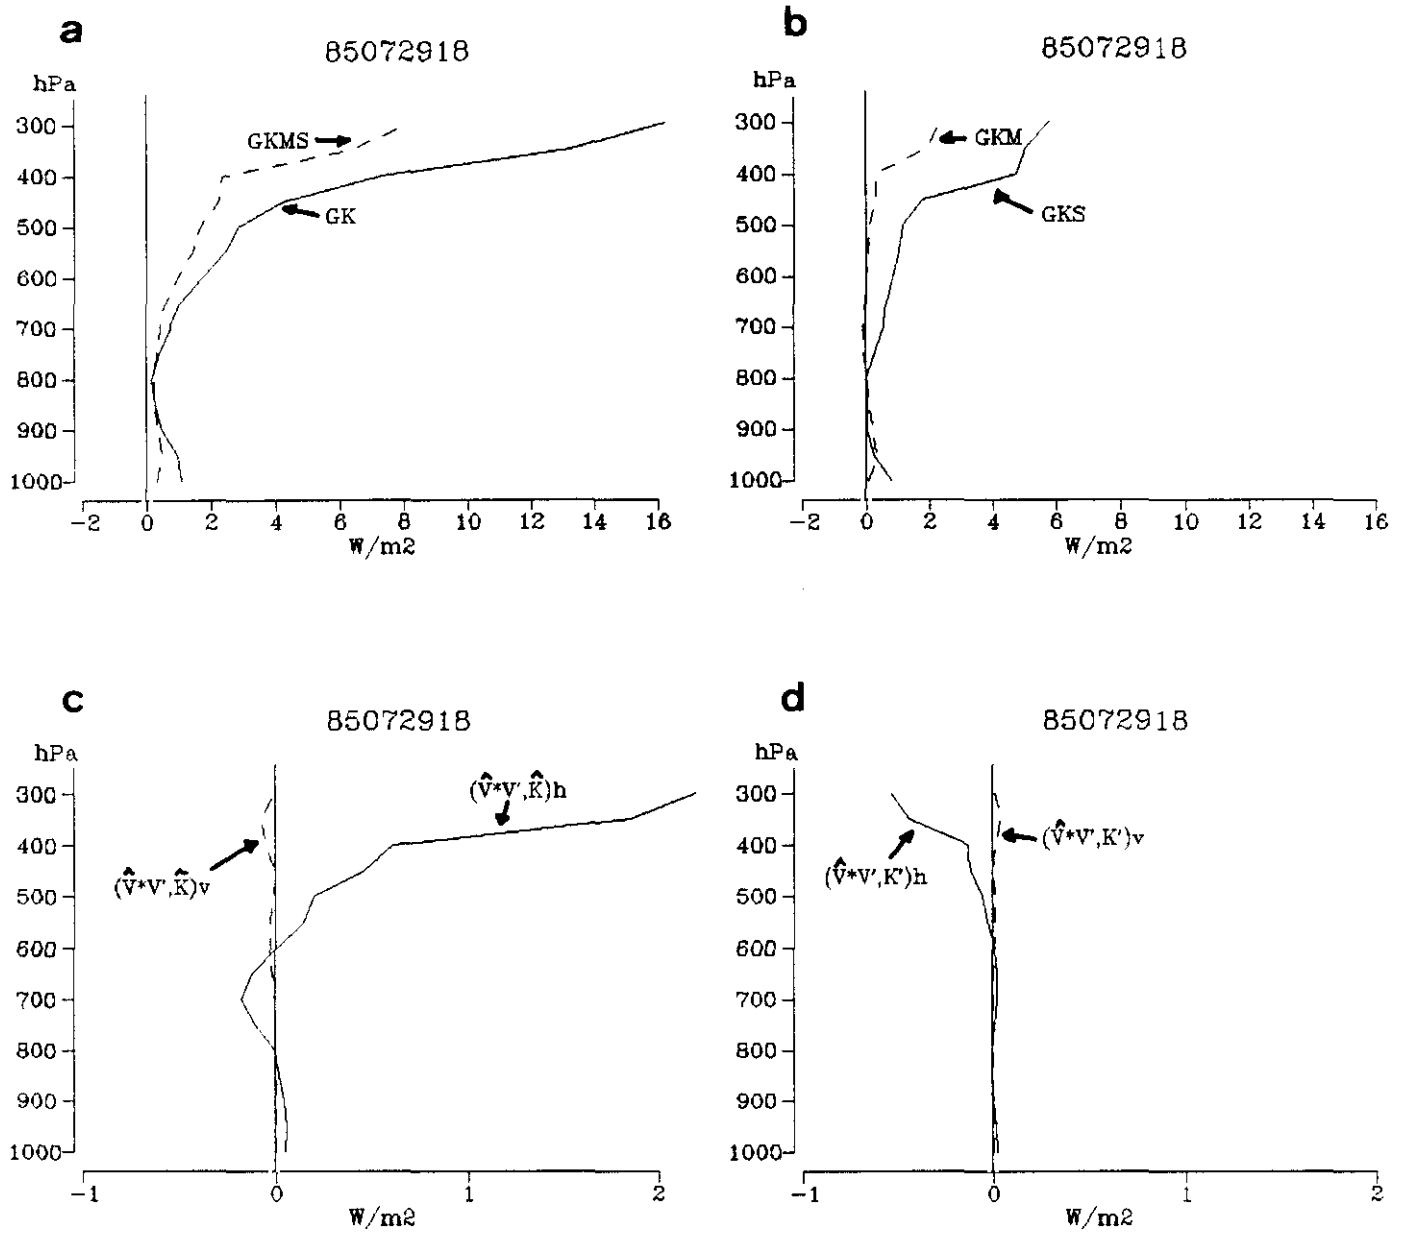 a
85072918
hPa
300
400
500
600
700
800
900
1000
GKMS
GK
-2 0 2 4 6 8 10 12 14 16
W/m2
b
85072918
hPa
300
400
500
600
700
800
900
1000
GKM
GKS
-2 0 2 4 6 8 10 12 14 16
W/m2
c
85072918
hPa
300
400
500
600
700
800
900
1000
(V̂*V',K̂)h
(V̂*V',K̂)v
-1 0 1 2
W/m2
d
85072918
hPa
300
400
500
600
700
800
900
1000
(V̂*V',K')v
(V̂*V',K')h
-1 0 1 2
W/m2